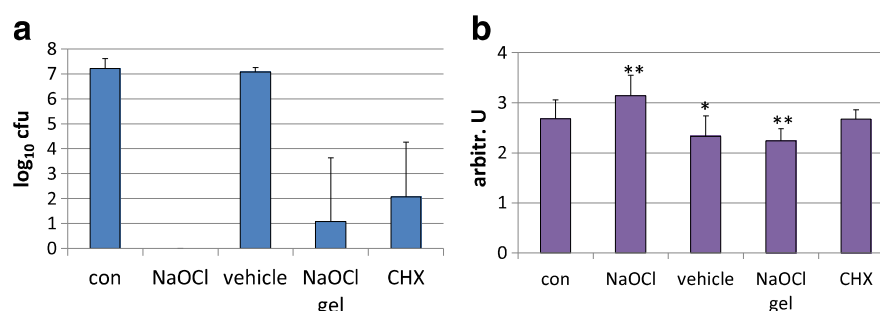 a
8
7
6
5
4
3
2
1
0
log₁₀ cfu
con NaOCl vehicle NaOCl gel CHX
b
4
3
2
1
0
arbitr. U
**
*
**
con NaOCl vehicle NaOCl gel CHX